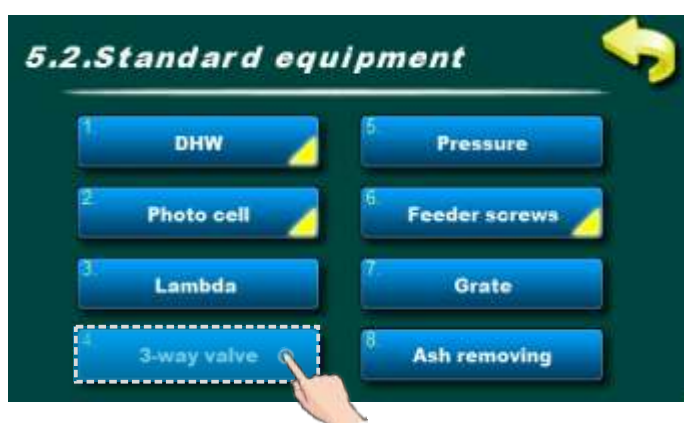 5.2.Standard equipment
1.
DHW
2.
Photo cell
3.
Lambda
4.
3-way valve
5.
Pressure
6.
Feeder screws
7.
Grate
8.
Ash removing